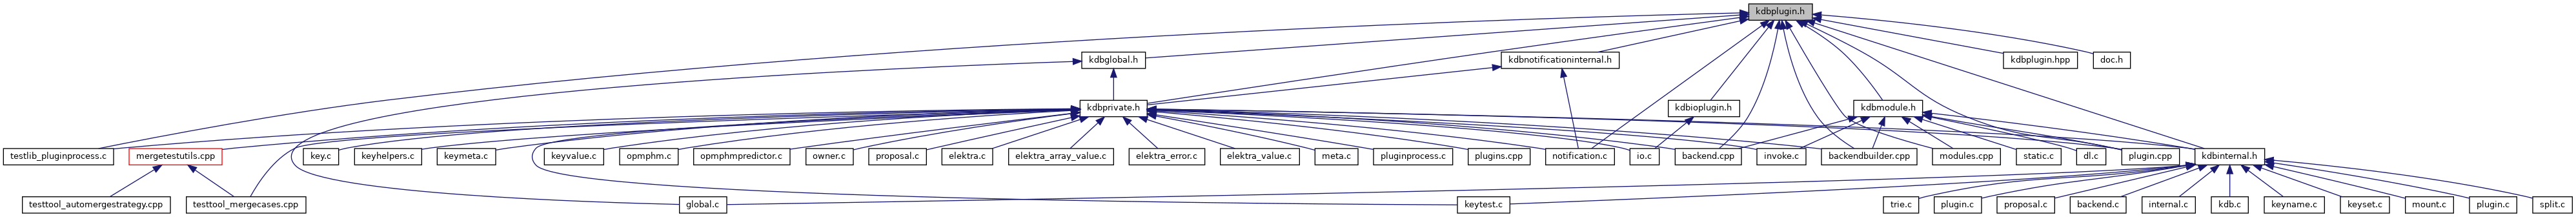 kdbplugin.h
kdbglobal.h
kdbnotificationinternal.h
kdbplugin.hpp
doc.h
kdbprivate.h
kdbioplugin.h
kdbmodule.h
testlib_pluginprocess.c
mergetestutils.cpp
key.c
keyhelpers.c
keymeta.c
keyvalue.c
opmphm.c
opmphmpredictor.c
owner.c
proposal.c
elektra.c
elektra_array_value.c
elektra_error.c
elektra_value.c
meta.c
pluginprocess.c
plugins.cpp
notification.c
io.c
backend.cpp
invoke.c
backendbuilder.cpp
modules.cpp
static.c
dl.c
plugin.cpp
kdbinternal.h
testtool_automergestrategy.cpp
testtool_mergecases.cpp
global.c
keytest.c
trie.c
plugin.c
proposal.c
backend.c
internal.c
kdb.c
keyname.c
keyset.c
mount.c
plugin.c
split.c